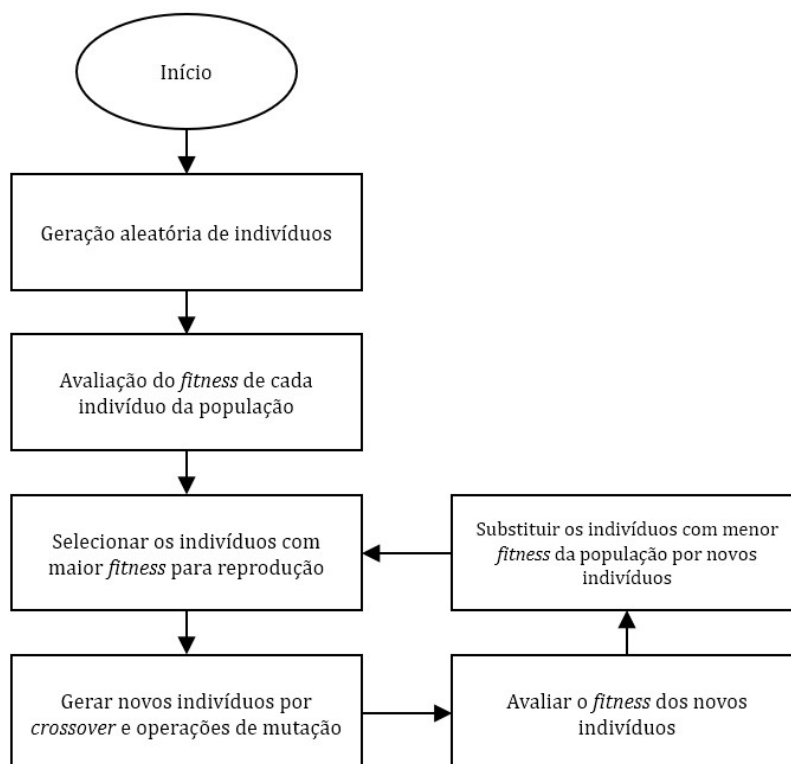 Início
Geração aleatória de indivíduos
Avaliação do fitness de cada
indivíduo da população
Selecionar os indivíduos com
maior fitness para reprodução
Gerar novos indivíduos por
crossover e operações de mutação
Avaliar o fitness dos novos
indivíduos
Substituir os indivíduos com menor
fitness da população por novos
indivíduos